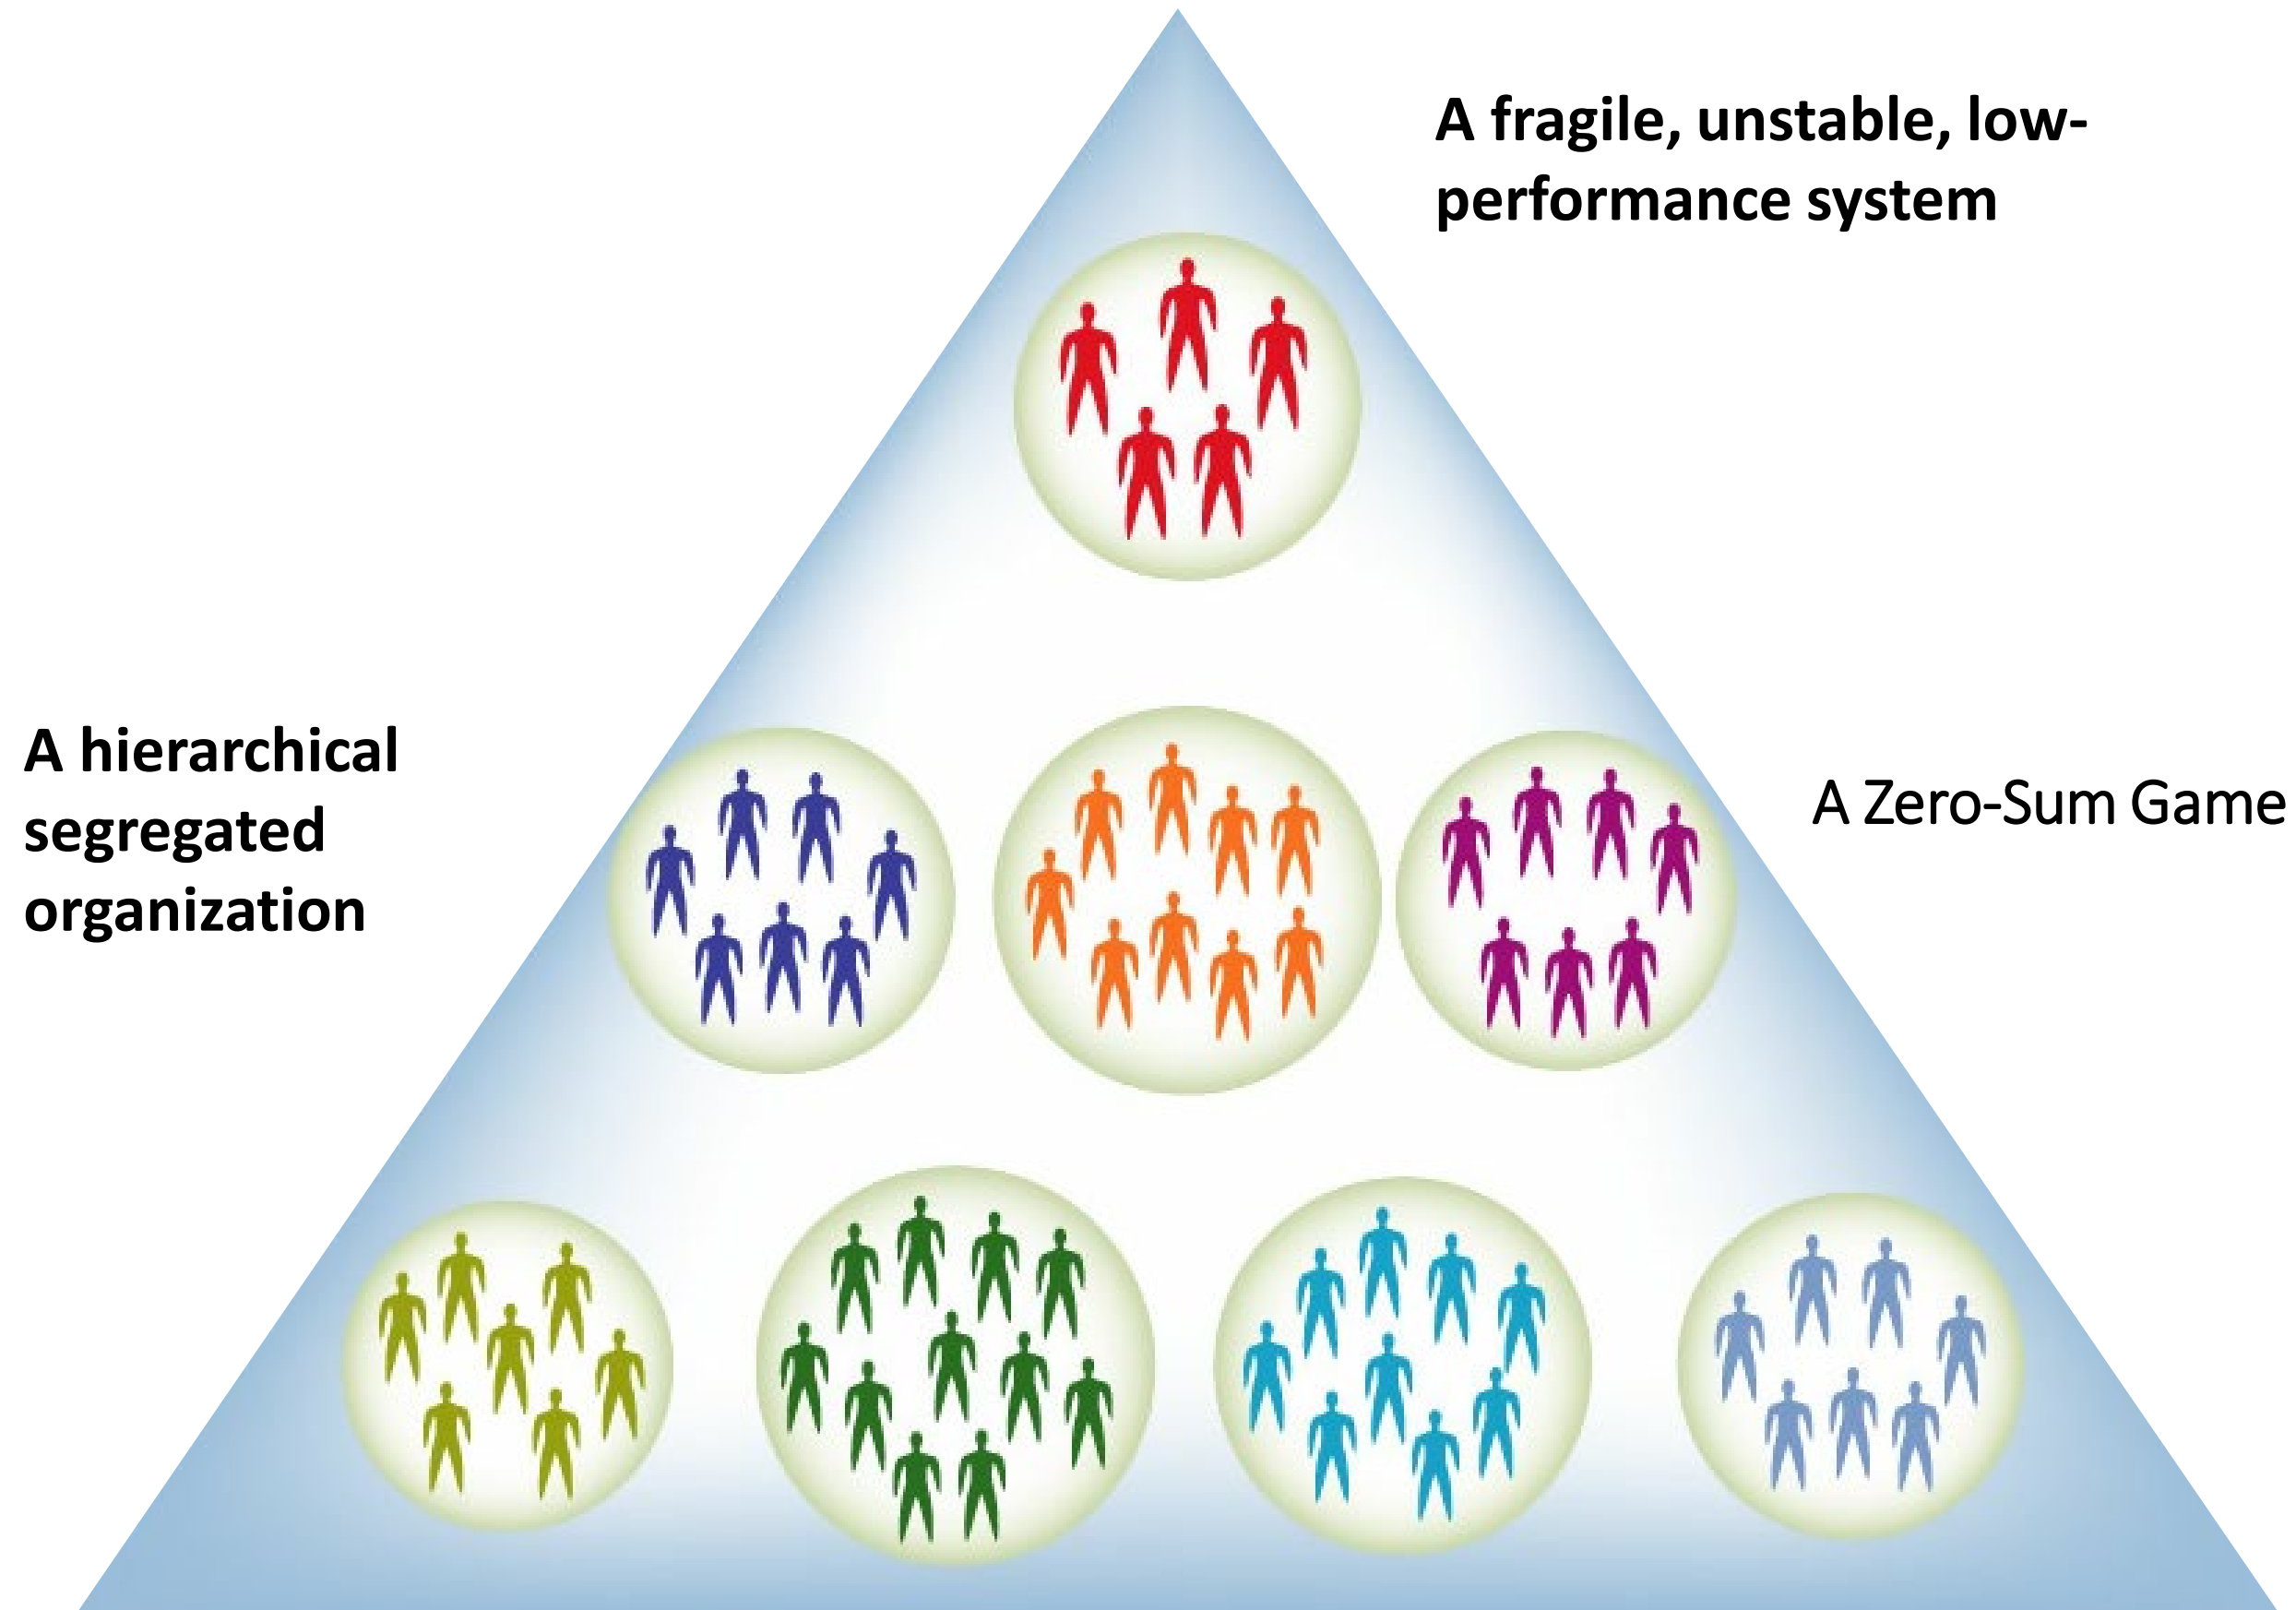 A fragile, unstable, low-
performance system
A hierarchical
segregated
organization
A Zero-Sum Game